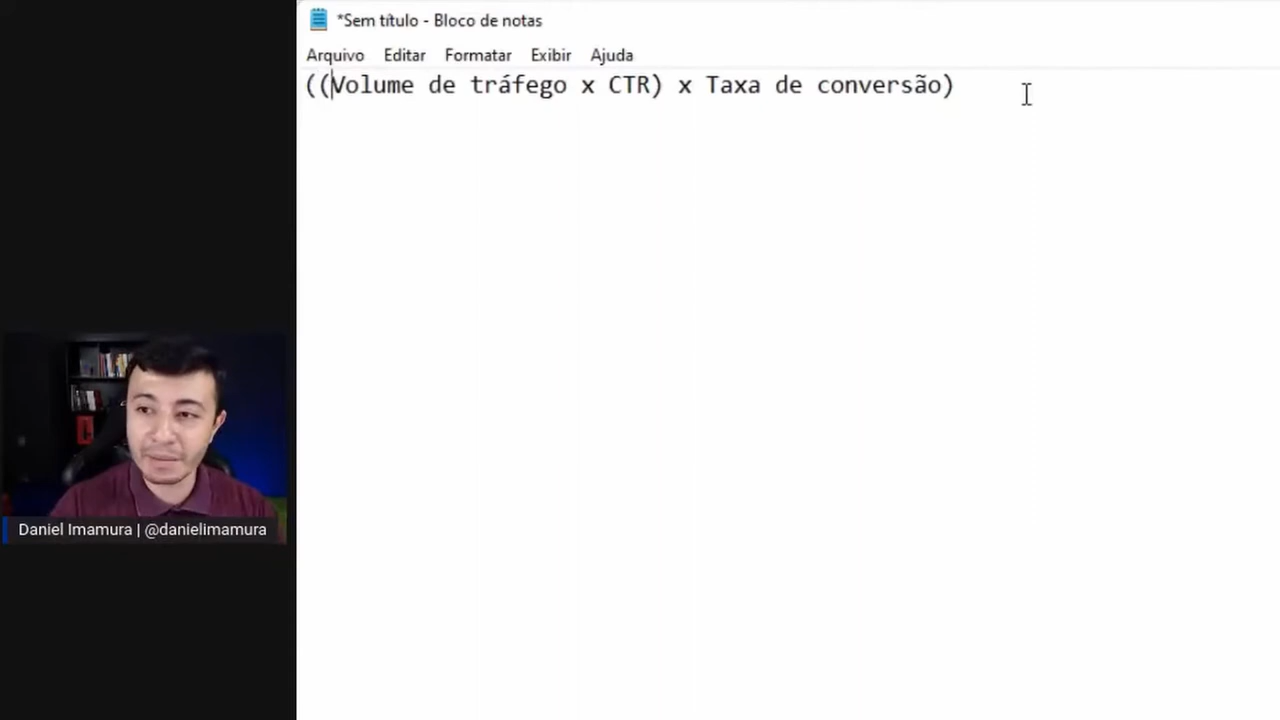 *Sem título - Bloco de notas
Arquivo Editar Formatar Exibir Ajuda
((Volume de tráfego x CTR) x Taxa de conversão)
Daniel Imamura | @danielimamura